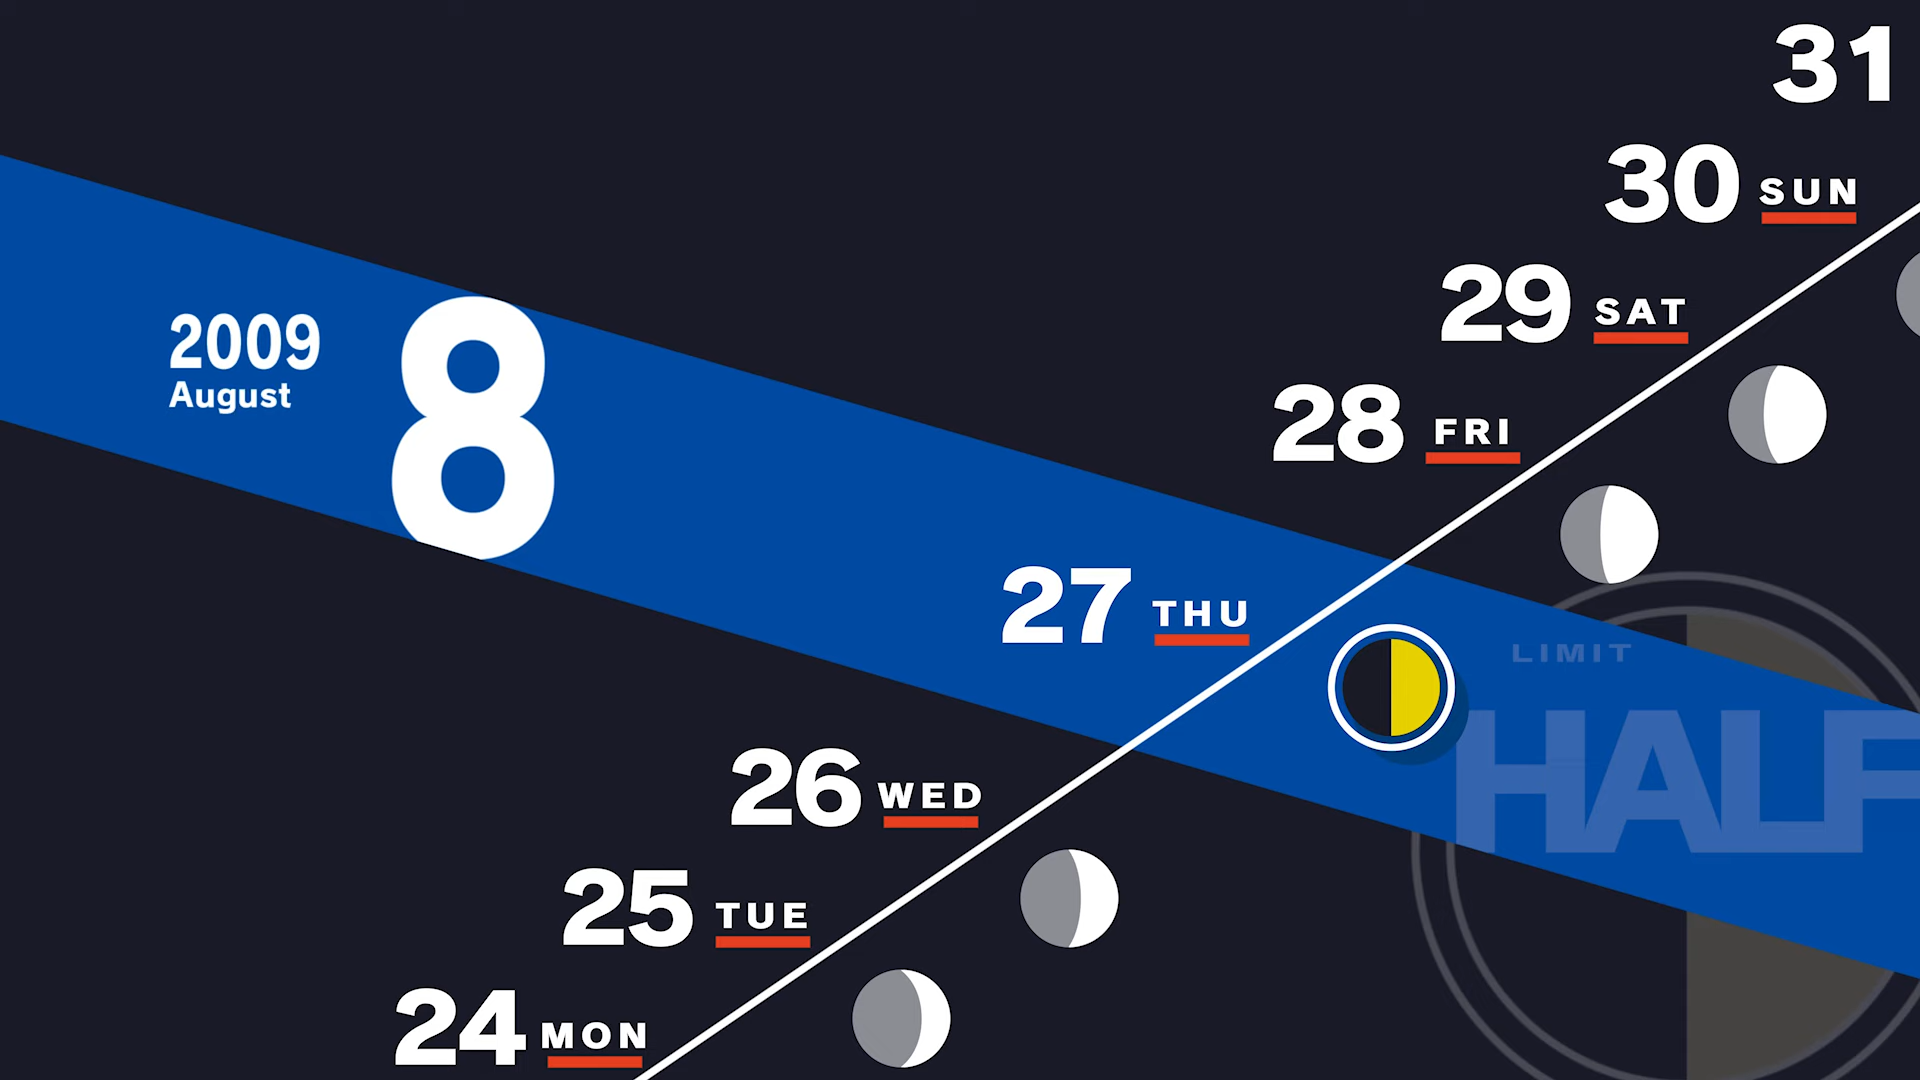 2009
August
8
31
30 SUN
29 SAT
28 FRI
27 THU
26 WED
25 TUE
24 MON
LIMIT
HALF